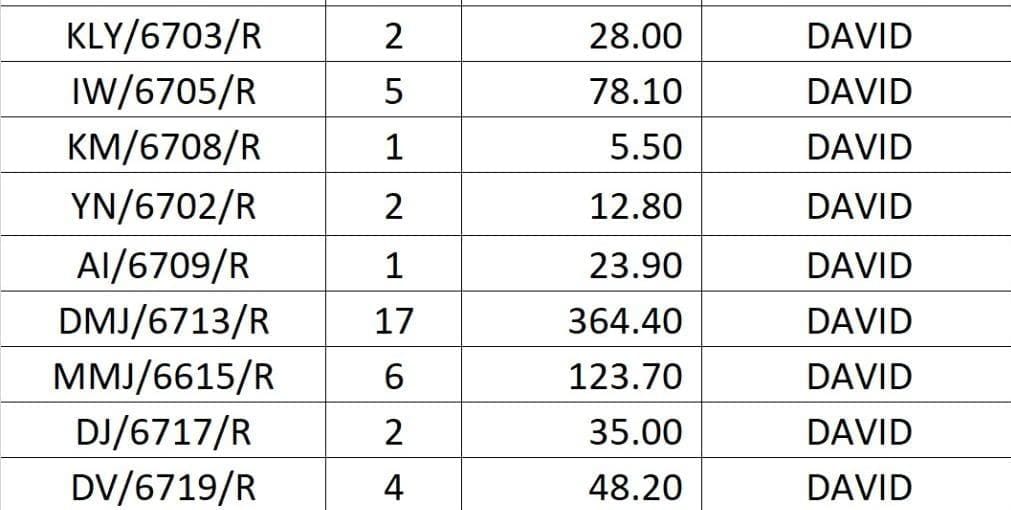 KLY/6703/R 2 28.00 DAVID
IW/6705/R 5 78.10 DAVID
KM/6708/R 1 5.50 DAVID
YN/6702/R 2 12.80 DAVID
AI/6709/R 1 23.90 DAVID
DMJ/6713/R 17 364.40 DAVID
MMJ/6615/R 6 123.70 DAVID
DJ/6717/R 2 35.00 DAVID
DV/6719/R 4 48.20 DAVID